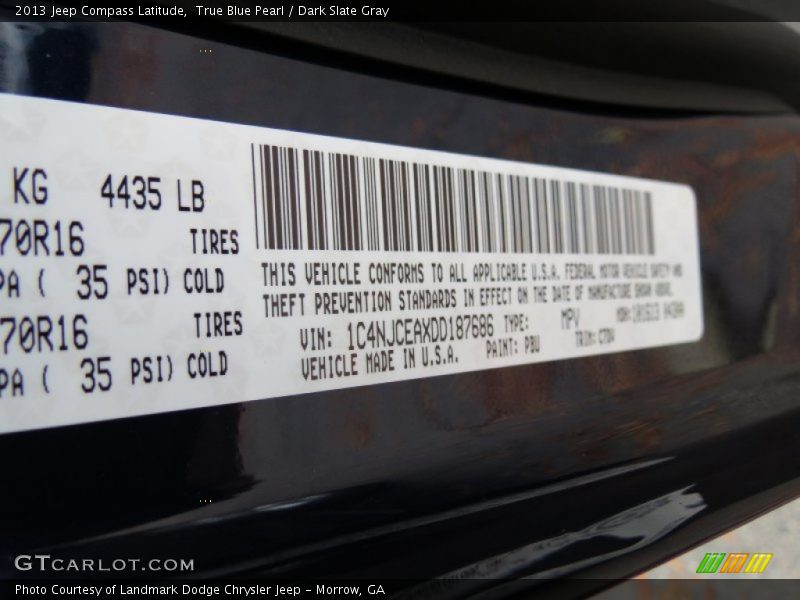 2013 Jeep Compass Latitude, True Blue Pearl / Dark Slate Gray
KG 4435 LB
70R16 TIRES
PA ( 35 PSI) COLD
70R16 TIRES
PA ( 35 PSI) COLD
THIS VEHICLE CONFORMS TO ALL APPLICABLE U.S.A. FEDERAL MOTOR VEHICLE SAFETY AND
THEFT PREVENTION STANDARDS IN EFFECT ON THE DATE OF MANUFACTURE SHOWN ABOVE.
VIN: 1C4NJCEAXDD187686 TYPE: MPV
VEHICLE MADE IN U.S.A. PAINT: PBU TRIM:
GTCARLOT.COM
Photo Courtesy of Landmark Dodge Chrysler Jeep – Morrow, GA